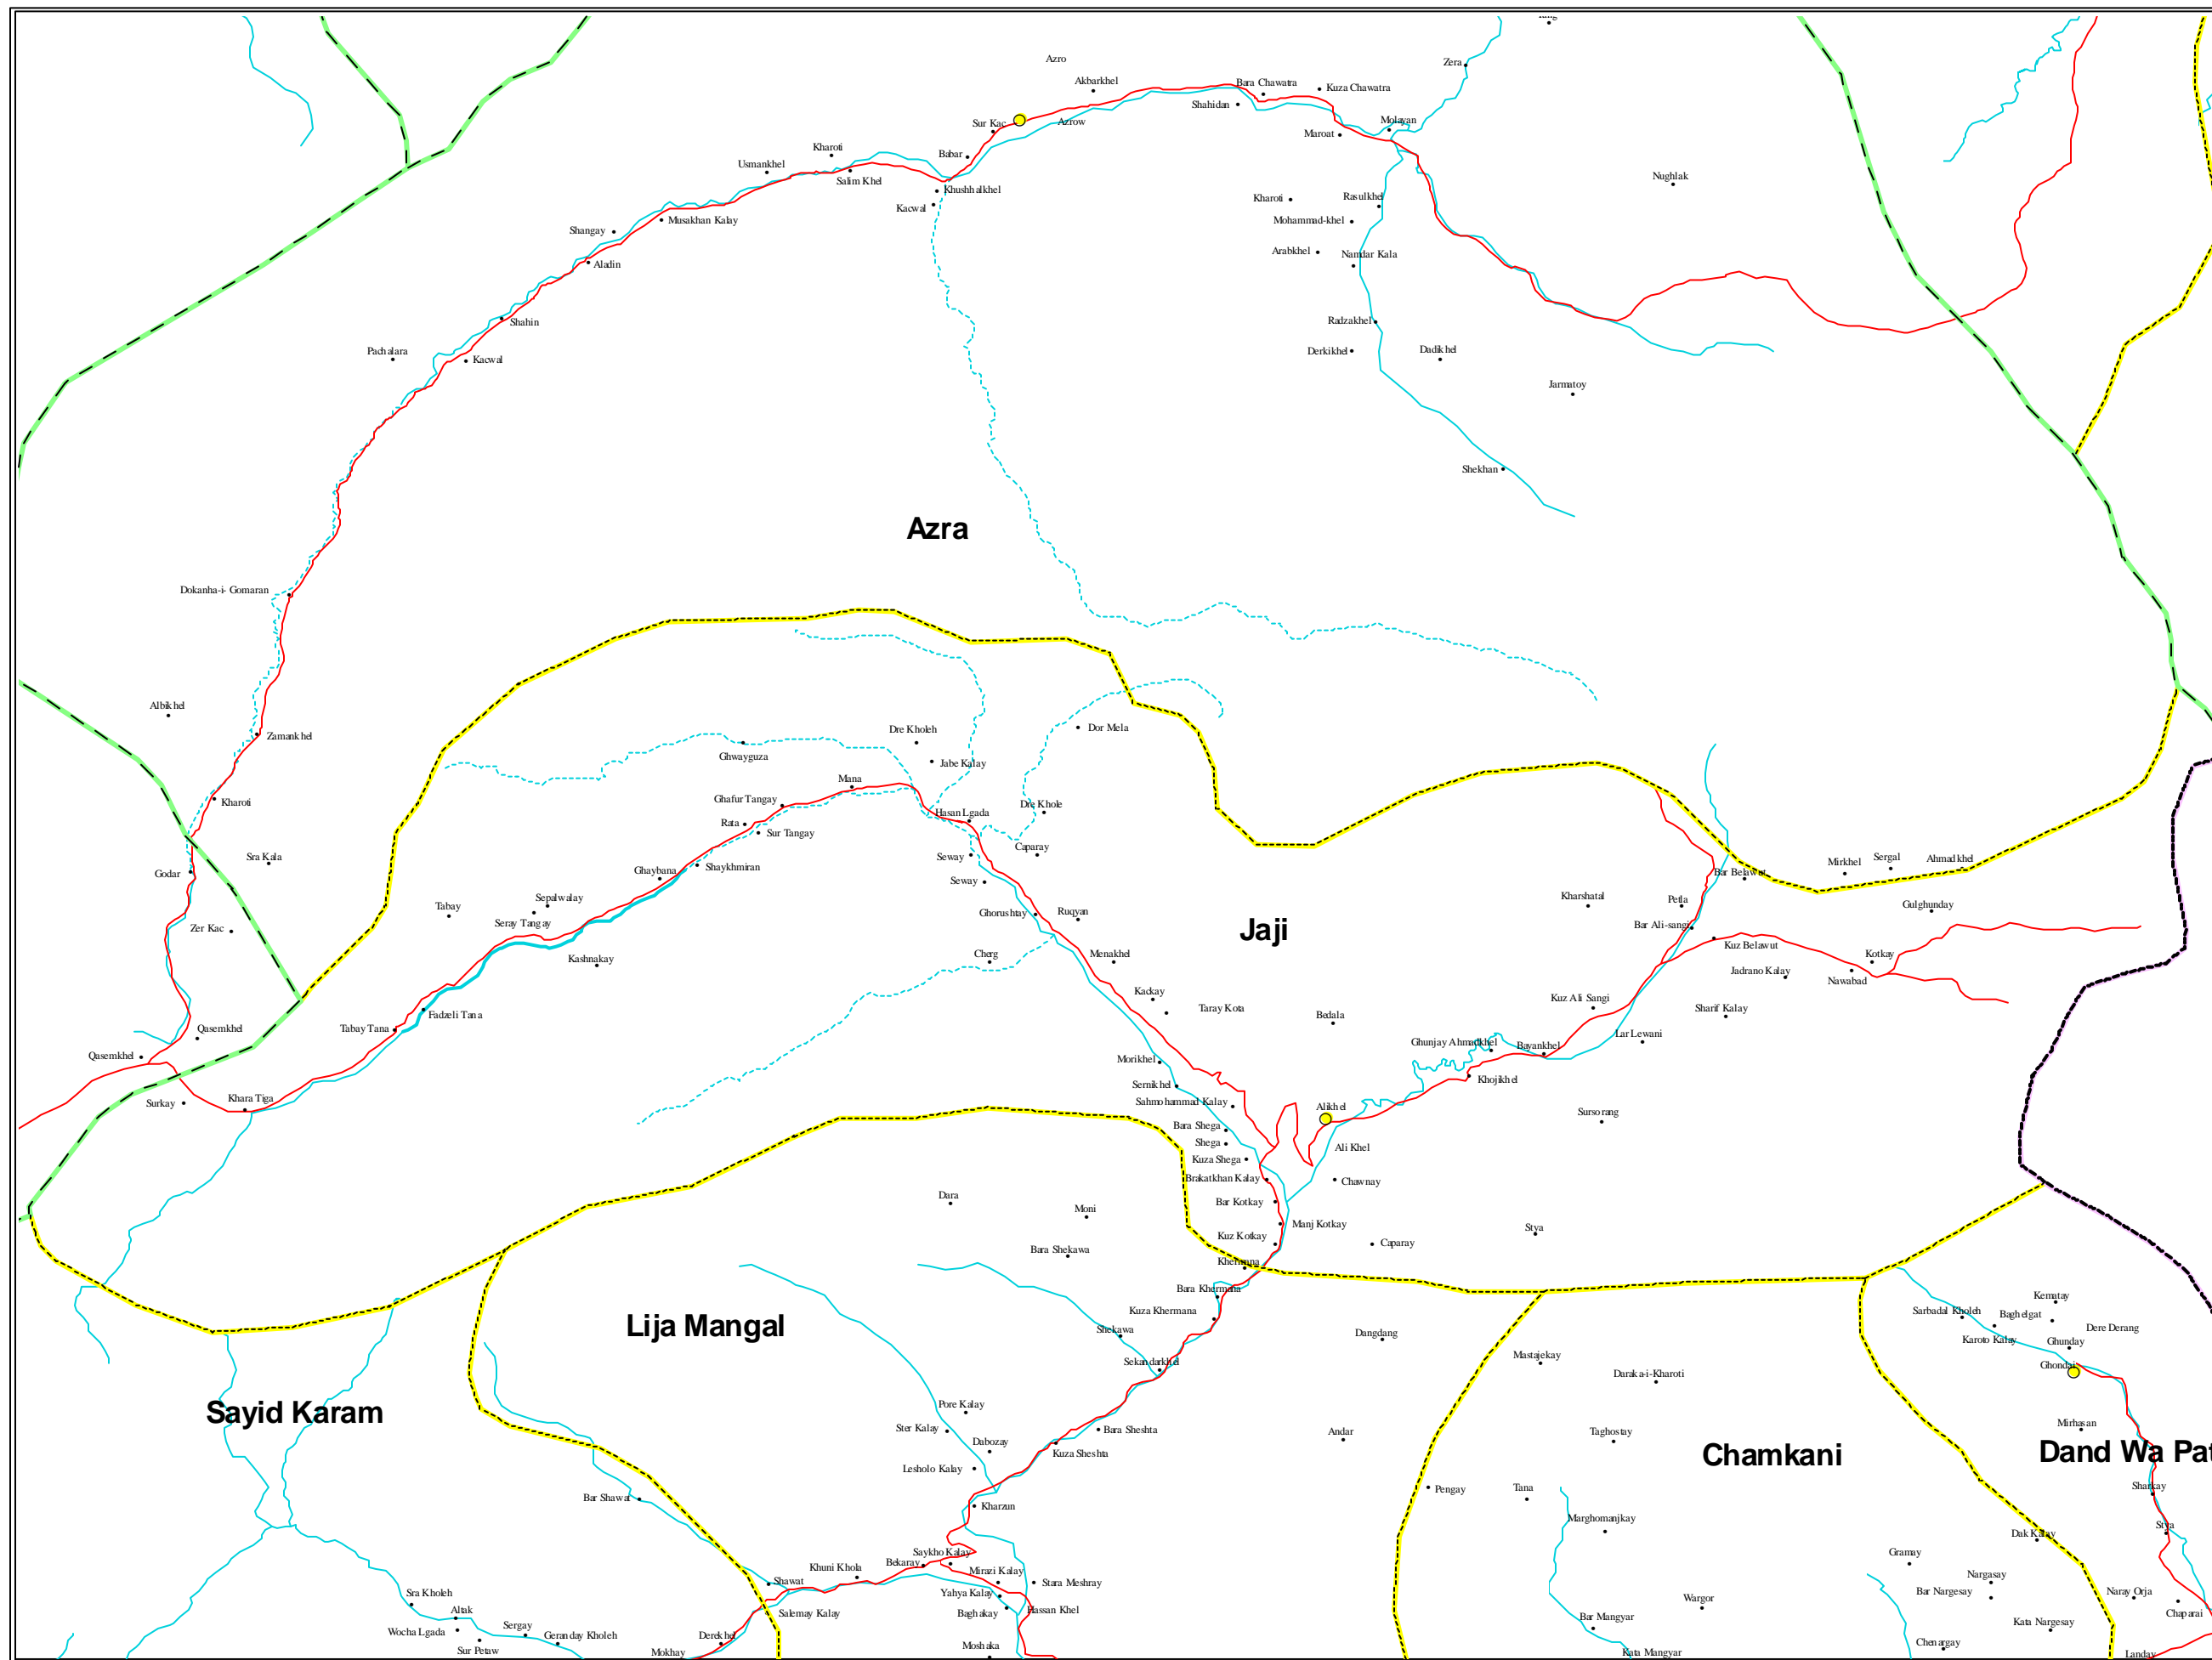 Azro
Akbarkhel
Bara Chawatra
Kuza Chawatra
Zera
Shahidan
Sur Kac
Azrow
Maroat
Molayan
Babar
Kharoti
Usmankhel
Salim Khel
Khushhalkhel
Kacwal
Nughlak
Kharoti
Rasulkhel
Mohammad-khel
Musakhan Kalay
Shangay
Aladin
Arabkhel
Namdar Kala
Shahin
Radzakhel
Pachalara
Kacwal
Derkikhel
Dadikhel
Jarmatoy
Shekhan
Azra
Dokanha-i- Gomaran
Albikhel
Zamankhel
Dre Kholeh
Dor Mela
Ghwayguza
Jabe Kalay
Mana
Kharoti
Ghafur Tangay
Dre Khole
Hasan Lgada
Rata
Sur Tangay
Sra Kala
Seway
Caparay
Godar
Ghaybana
Shaykhmiran
Seway
Bar Belawut
Mirkhel
Sergal
Ahmadkhel
Tabay
Sepalwalay
Seray Tangay
Ghorushtay
Ruqyan
Kharshatal
Petla
Gulghunday
Zer Kac
Jaji
Bar Ali-sangi
Kuz Belawut
Kashnakay
Cherg
Menakhel
Jadrano Kalay
Kotkay
Nawabad
Kackay
Taray Kota
Kuz Ali Sangi
Sharif Kalay
Fadzeli Tana
Tabay Tana
Qasemkhel
Bedala
Lar Lewani
Qasemkhel
Ghunjay Ahmadkhel
Bayankhel
Morikhel
Khojikhel
Sernikhel
Surkay
Khara Tiga
Sahmohammad Kalay
Alikhel
Sursorang
Bara Shega
Shega
Ali Khel
Kuza Shega
Brakatkhan Kalay
Chawnay
Dara
Moni
Bar Kotkay
Manj Kotkay
Kuz Kotkay
Caparay
Stya
Bara Shekawa
Khermana
Bara Khermana
Kuza Khermana
Kematay
Sarbadal Kholeh
Baghelgat
Lija Mangal
Shekawa
Dangdang
Karoto Kalay
Dere Derang
Ghunday
Sekandarkhel
Mastajekay
Ghondai
Daraka-i-Kharoti
Sayid Karam
Pore Kalay
Ster Kalay
Bara Sheshta
Andar
Taghostay
Mirhasan
Dabozay
Kuza Sheshta
Chamkani
Dand Wa Pat
Lesholo Kalay
Bar Shawat
Kharzun
Pengay
Tana
Sharkay
Marghomanjkay
Stya
Dak Kalay
Saykho Kalay
Bekaray
Khuni Khola
Gramay
Shawat
Mirazi Kalay
Stara Meshray
Nargasay
Sra Kholeh
Yahya Kalay
Bar Nargesay
Naray Orja
Altak
Salemay Kalay
Baghakay
Hassan Khel
Wargor
Chaparai
Wocha Lgada
Sergay
Bar Mangyar
Kata Nargesay
Sur Petaw
Geranday Kholeh
Derekhel
Moshaka
Chenargay
Mokhay
Kata Mangyar
Landay